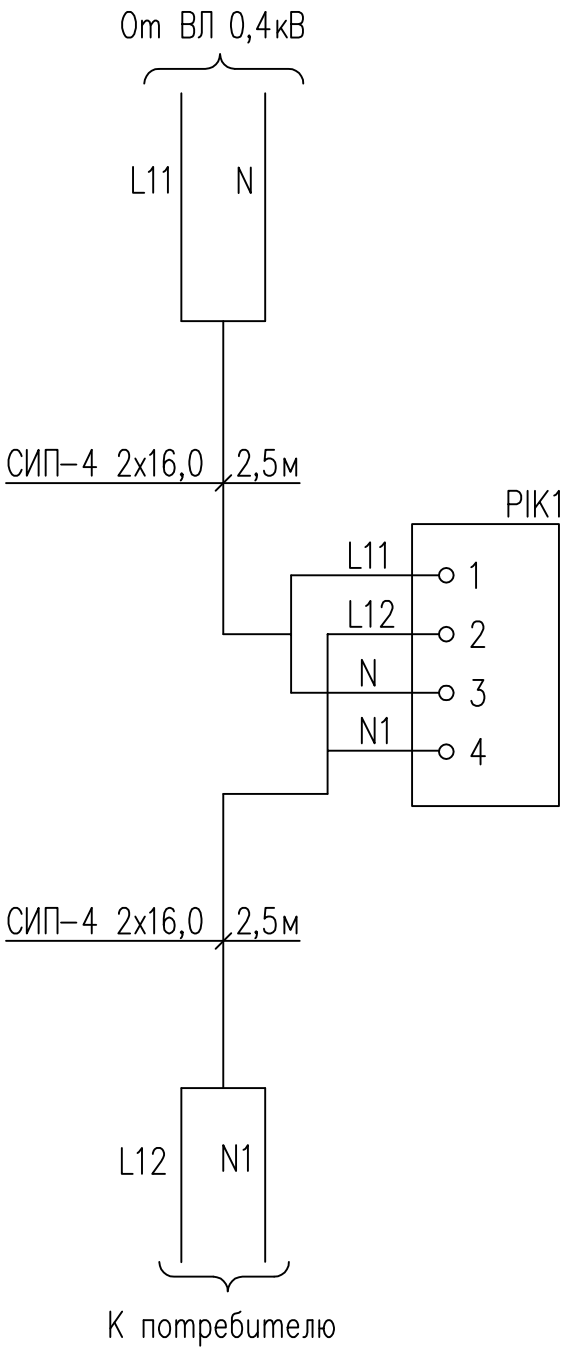 От ВЛ 0,4кВ
L11 N
СИП-4 2х16,0 2,5м
PIK1
L11 1
L12 2
N 3
N1 4
СИП-4 2х16,0 2,5м
L12 N1
К потребителю